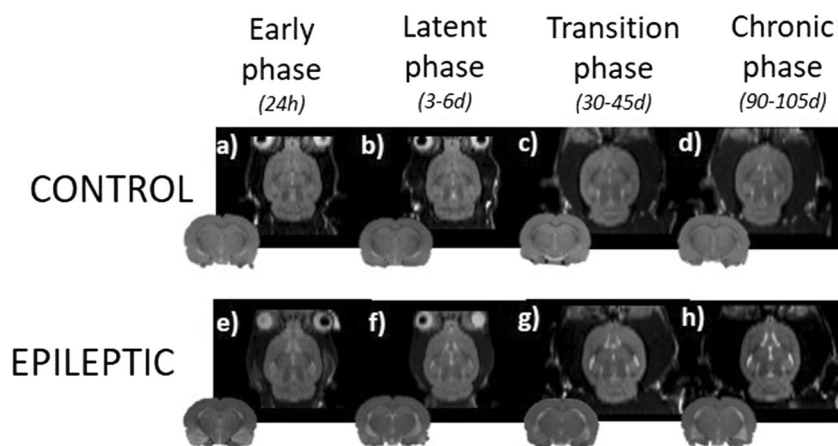 Early Latent Transition Chronic
phase phase phase phase
(24h) (3-6d) (30-45d) (90-105d)
a) b) c) d)
CONTROL
e) f) g) h)
EPILEPTIC